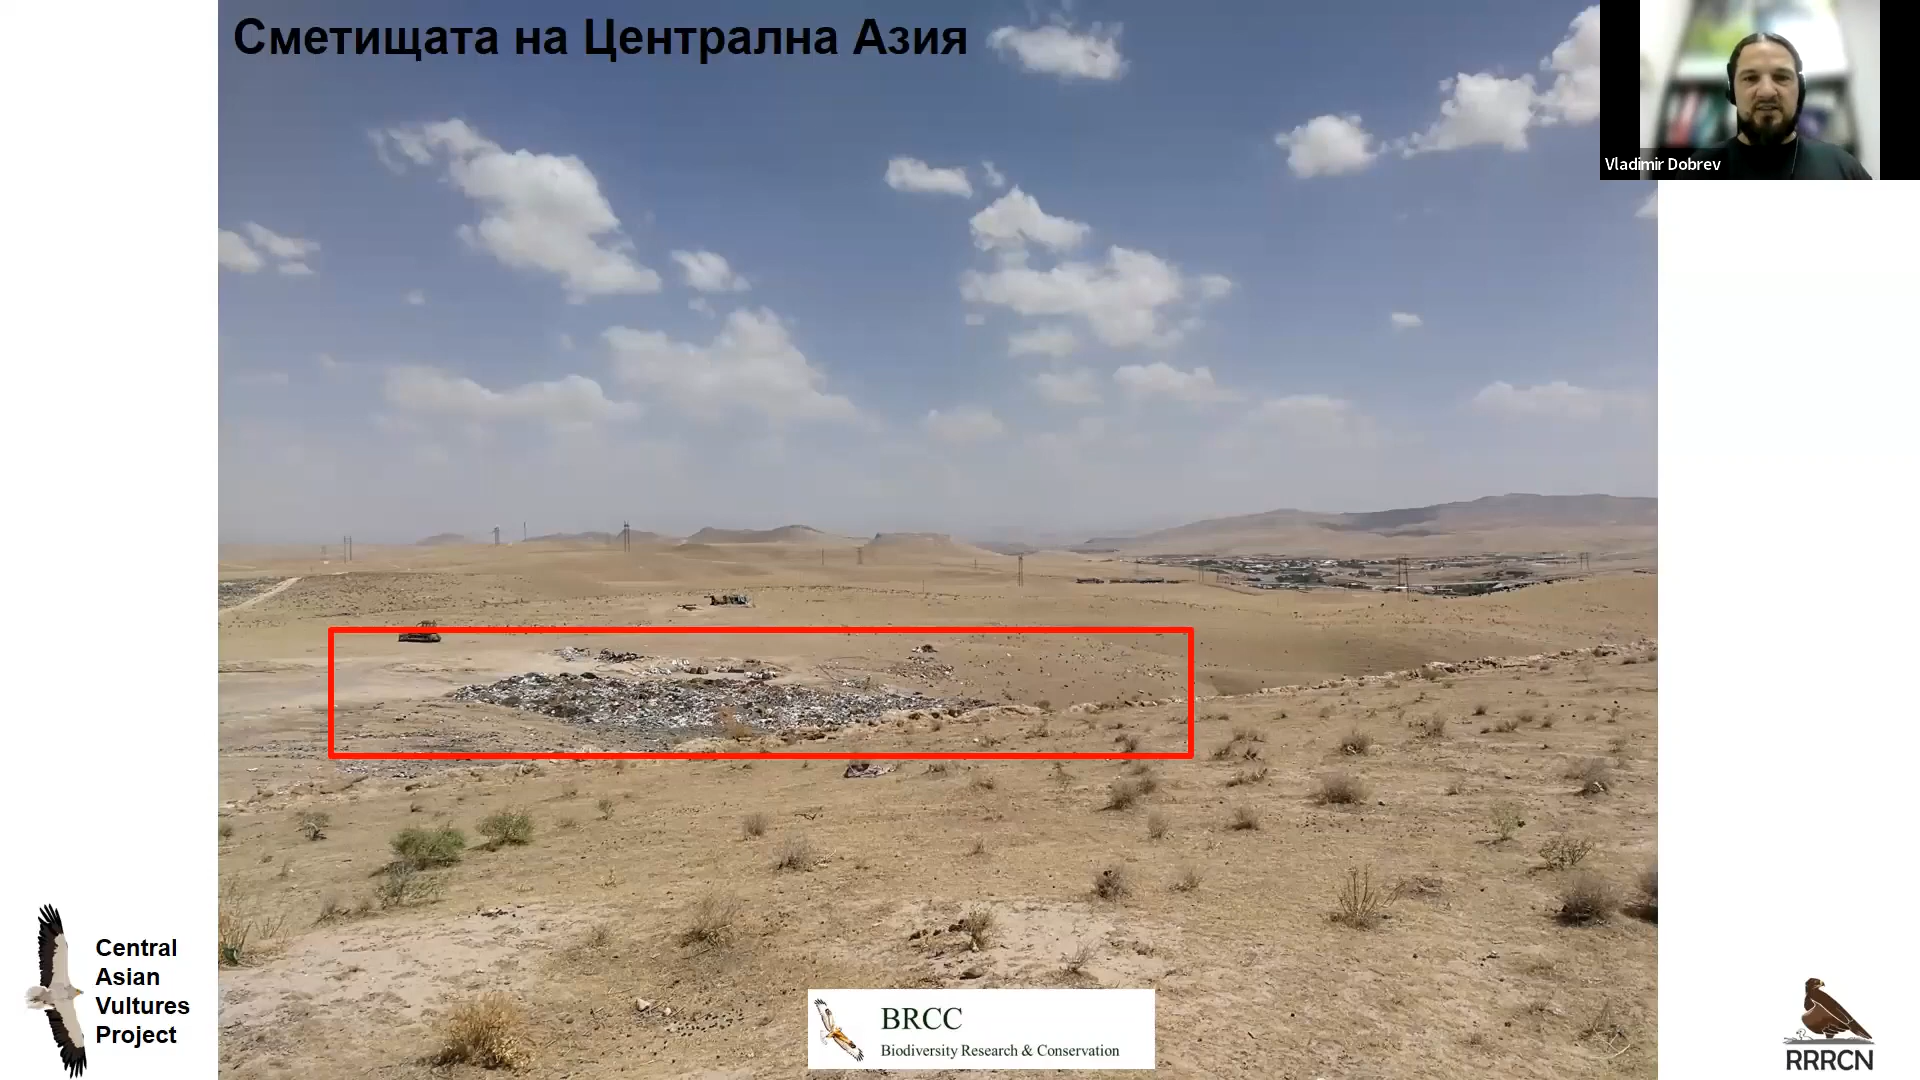 Сметищата на Централна Азия
Vladimir Dobrev
Central
Asian
Vultures
Project
BRCC
Biodiversity Research & Conservation
RRRCN